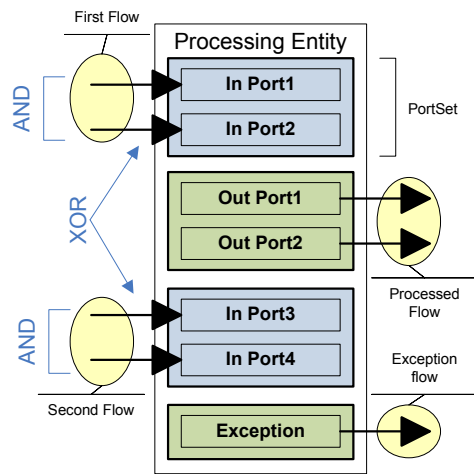 First Flow
Processing Entity
AND
In Port1
In Port2
PortSet
XOR
Out Port1
Out Port2
Processed
Flow
AND
In Port3
In Port4
Exception
flow
Second Flow
Exception